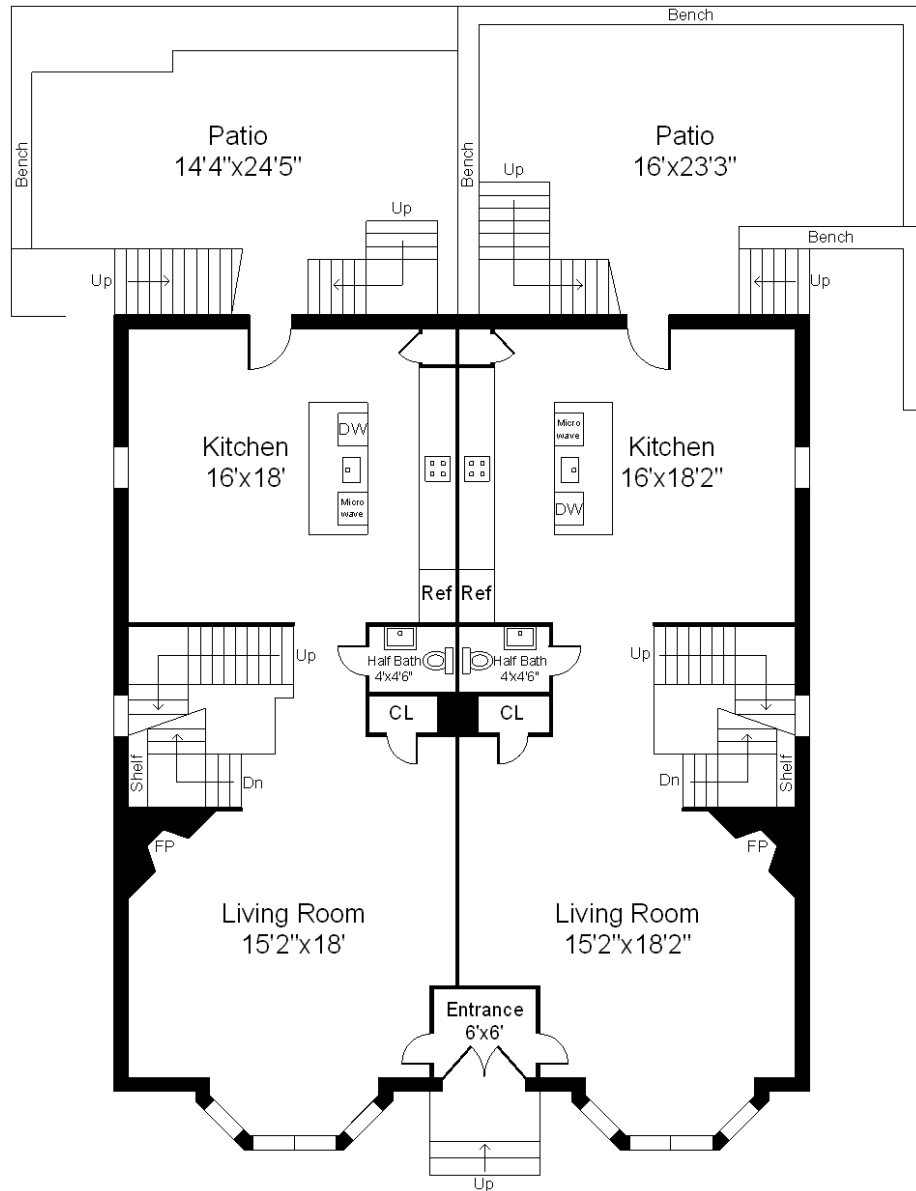 Bench
Patio
14'4"x24'5"
Bench
Up
Up
Bench
Patio
16'x23'3"
Up
Bench
Up
Kitchen
16'x18'
DW
Micro
wave
Ref
Micro
wave
DW
Kitchen
16'x18'2"
Ref
Up
Half Bath
4'x4'6"
Half Bath
4'x4'6"
Up
CL
CL
Shelf
Dn
Dn
Shelf
FP
FP
Living Room
15'2"x18'
Living Room
15'2"x18'2"
Entrance
6'x6'
Up